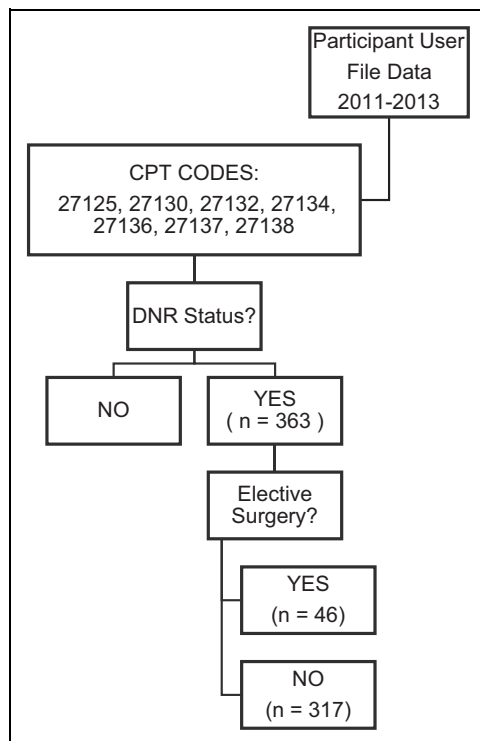 Participant User
File Data
2011-2013
CPT CODES:
27125, 27130, 27132, 27134,
27136, 27137, 27138
DNR Status?
NO
YES
( n = 363 )
Elective
Surgery?
YES
(n = 46)
NO
(n = 317)